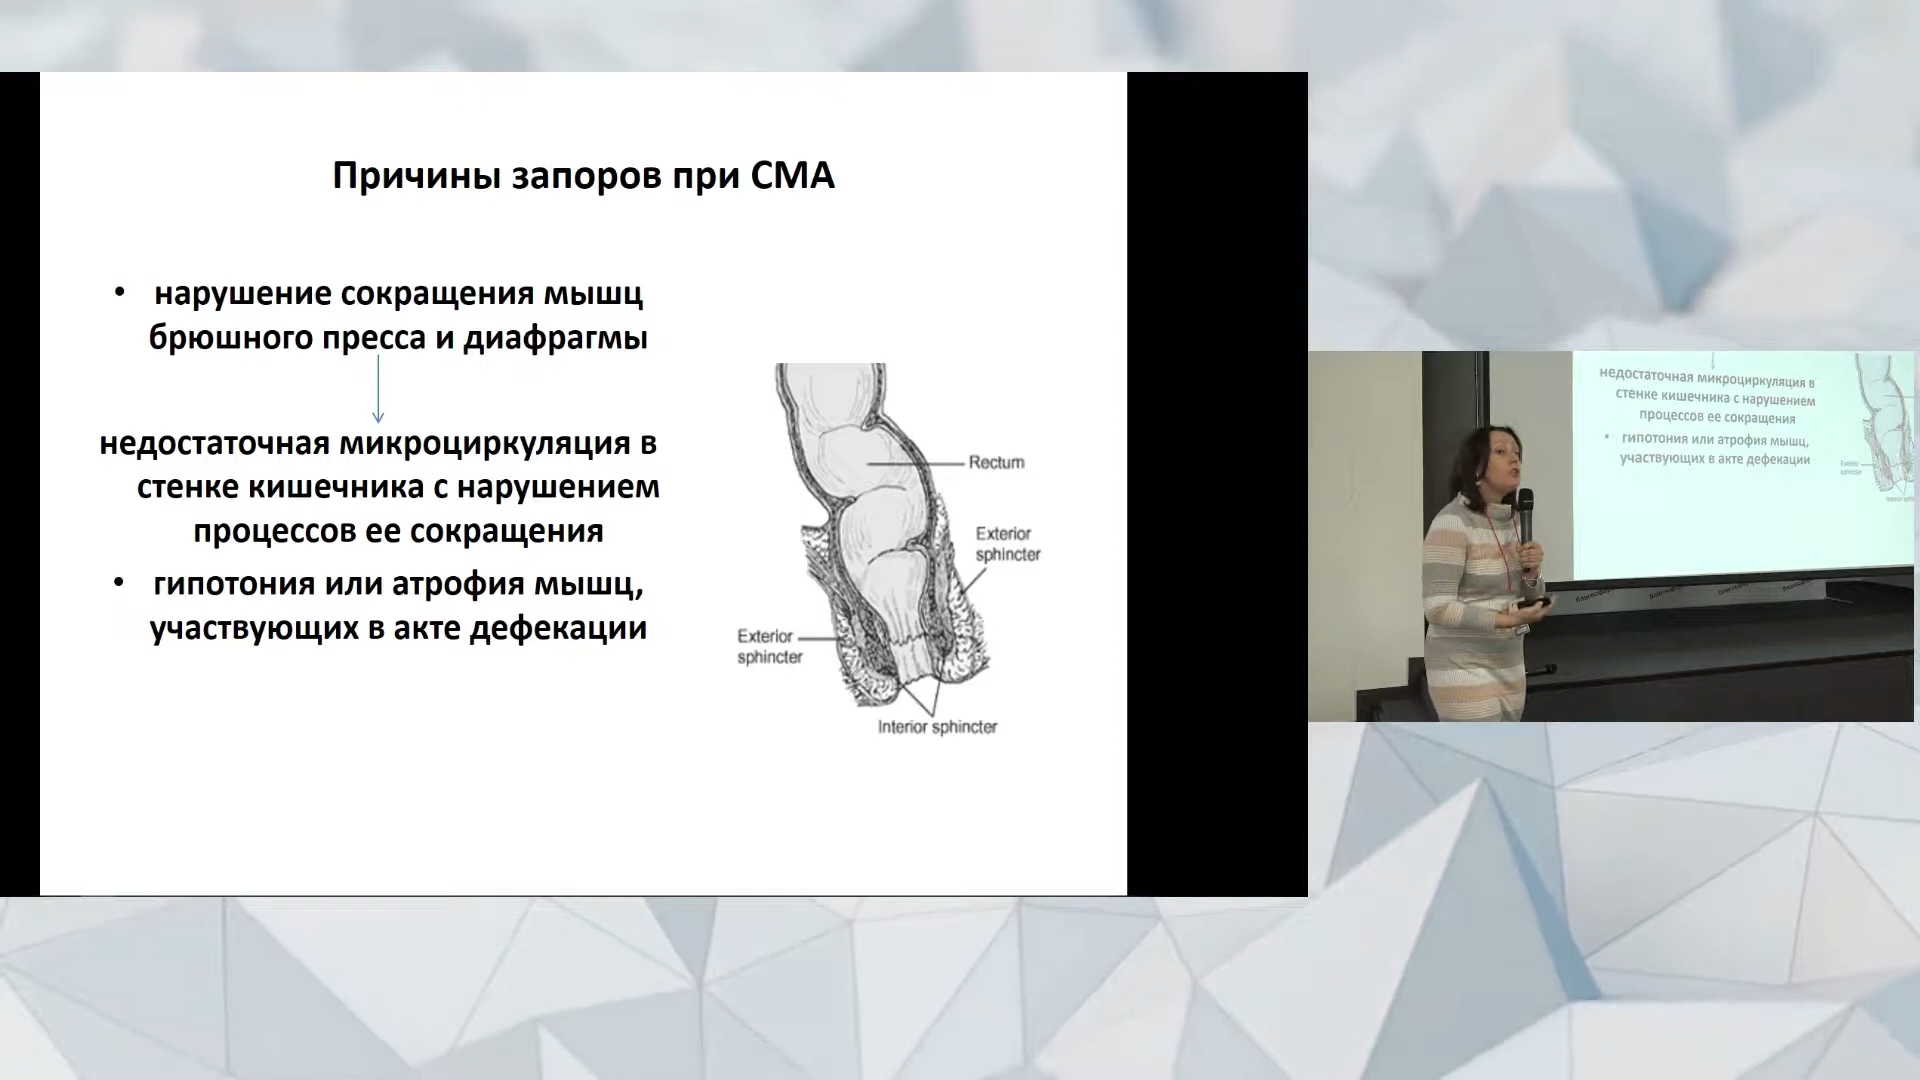 Причины запоров при СМА
• нарушение сокращения мышц
брюшного пресса и диафрагмы
недостаточная микроциркуляция в
стенке кишечника с нарушением
процессов ее сокращения
• гипотония или атрофия мышц,
участвующих в акте дефекации
Rectum
Exterior
sphincter
Exterior
sphincter
Interior sphincter
недостаточная микроциркуляция в
стенке кишечника с нарушением
процессов ее сокращения
• гипотония или атрофия мышц,
участвующих в акте дефекации
Exterior
sphincter